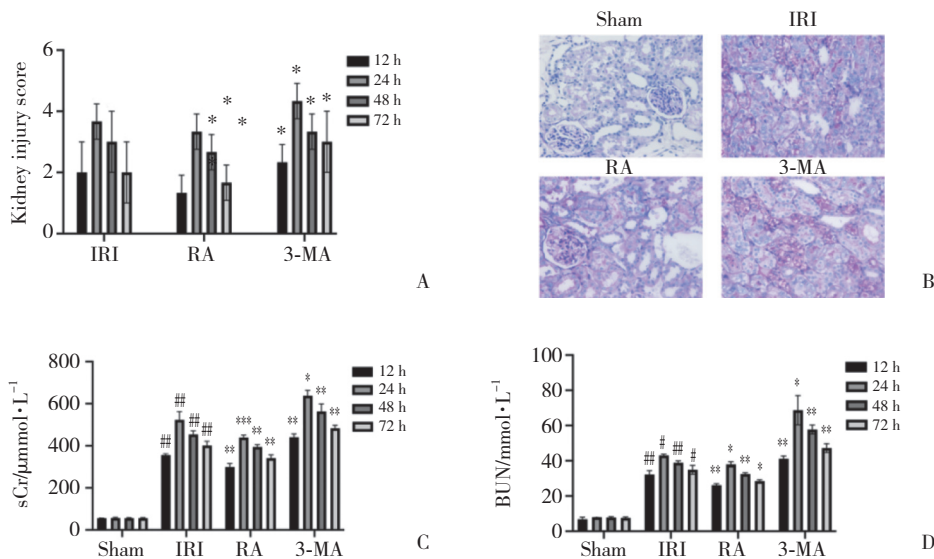 Kidney injury score
6
4
2
0
* * * * * * *
IRI RA 3-MA
12 h
24 h
48 h
72 h
A
Sham IRI
RA 3-MA
B
sCr/μmmol·L⁻¹
800
600
400
200
0
## ## ## ## ** *** ** ** ** * ** **
Sham IRI RA 3-MA
12 h
24 h
48 h
72 h
C
BUN/mmol·L⁻¹
100
80
60
40
20
0
## # ## # ** * ** * ** * ** **
Sham IRI RA 3-MA
12 h
24 h
48 h
72 h
D